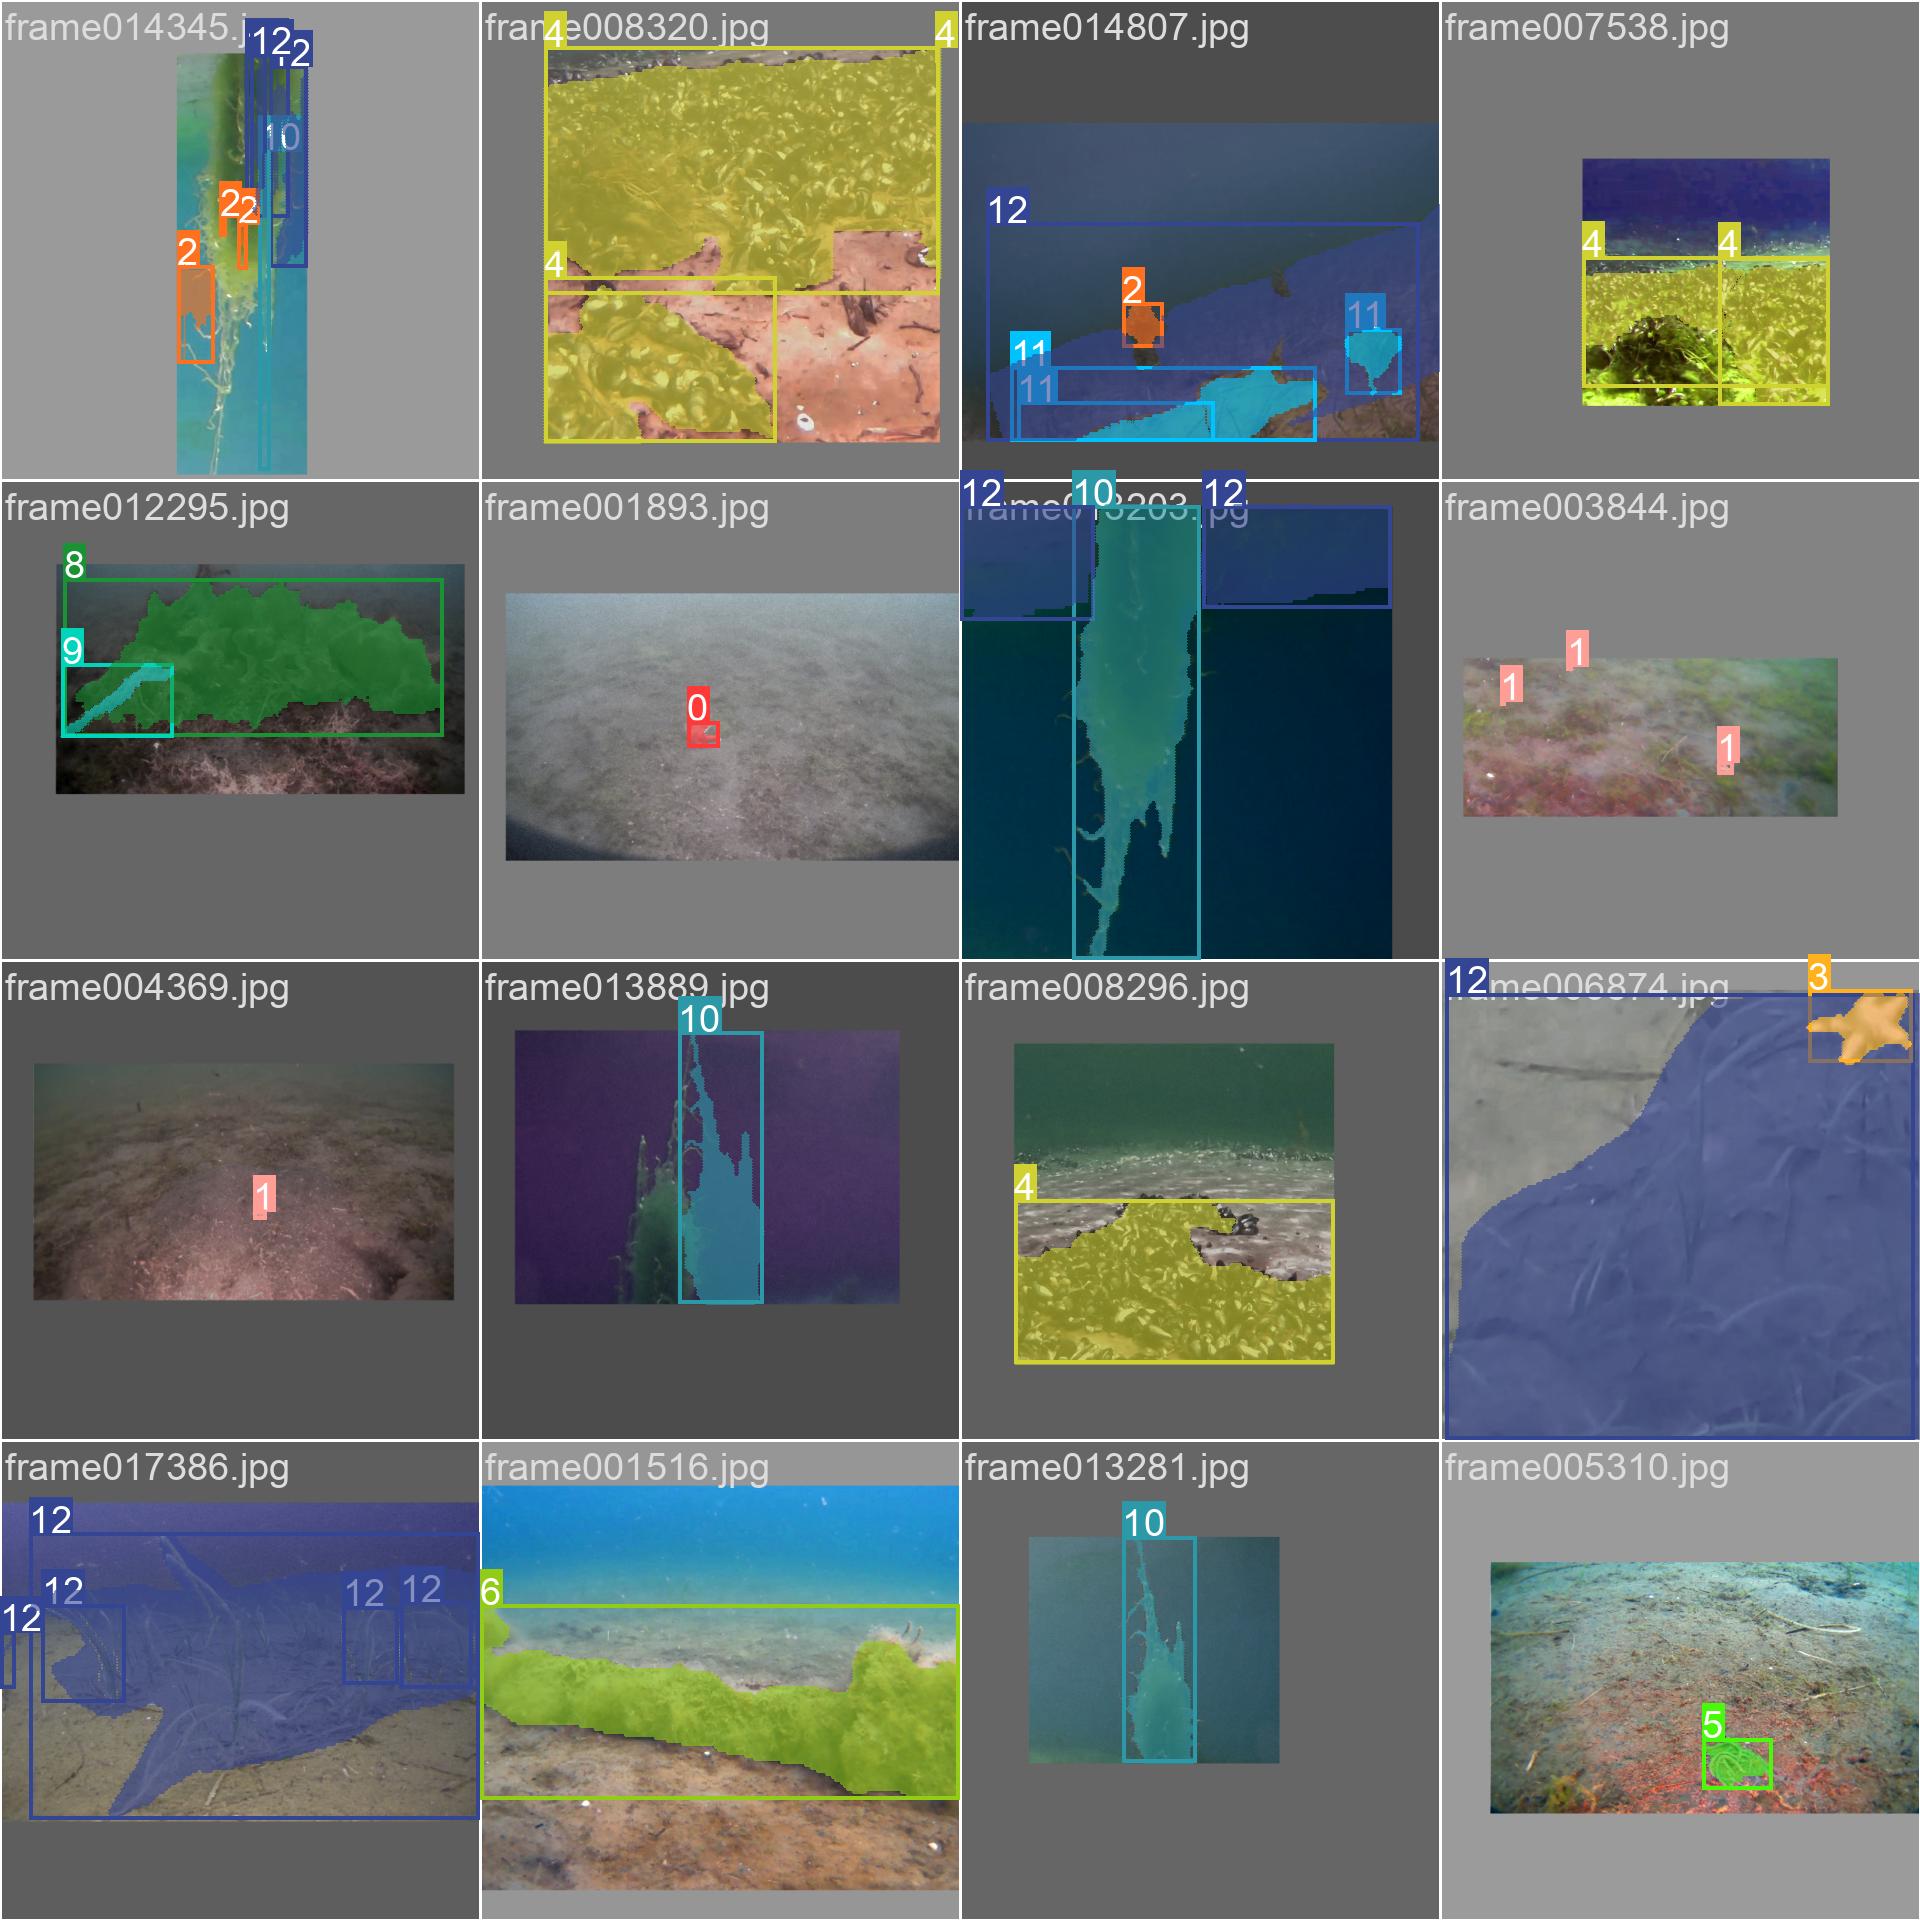 frame014345.j
12
12
10
2
2
2
frame008320.jpg
4
4
4
frame014807.jpg
12
2
11
11
11
frame007538.jpg
4
4
frame012295.jpg
8
9
frame001893.jpg
0
12
10
12
frame003844.jpg
1
1
1
frame004369.jpg
1
frame013889.jpg
10
frame008296.jpg
4
frame006874.jpg
12
3
frame017386.jpg
12
12
12
12
12
frame001516.jpg
6
frame013281.jpg
10
frame005310.jpg
5